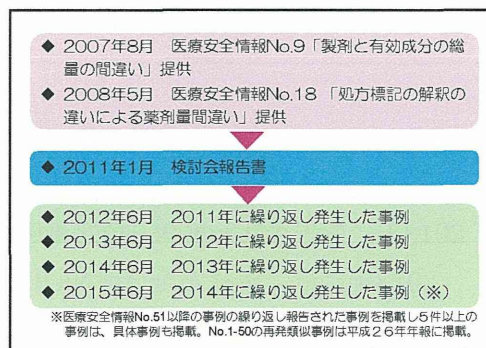 ◆ 2007年8月 医療安全情報No.9「製剤と有効成分の総
量の間違い」提供
◆ 2008年5月 医療安全情報No.18 「処方標記の解釈の
違いによる薬剤量間違い」提供
◆ 2011年1月 検討会報告書
◆ 2012年6月 2011年に繰り返し発生した事例
◆ 2013年6月 2012年に繰り返し発生した事例
◆ 2014年6月 2013年に繰り返し発生した事例
◆ 2015年6月 2014年に繰り返し発生した事例(※)
※医療安全情報No.51以降の事例の繰り返し報告された事例を掲載し5件以上の
事例は、具体事例も掲載。No.1-50の再発類似事例は平成26年年報に掲載。